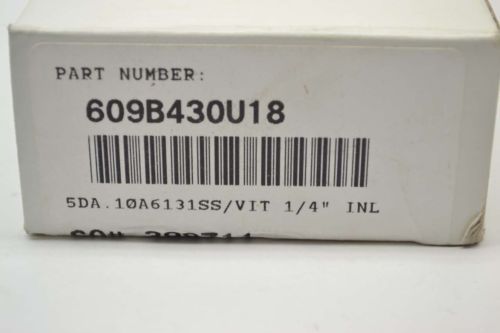 PART NUMBER:
609B430U18
5DA.10A6131SS/VIT 1/4" INL